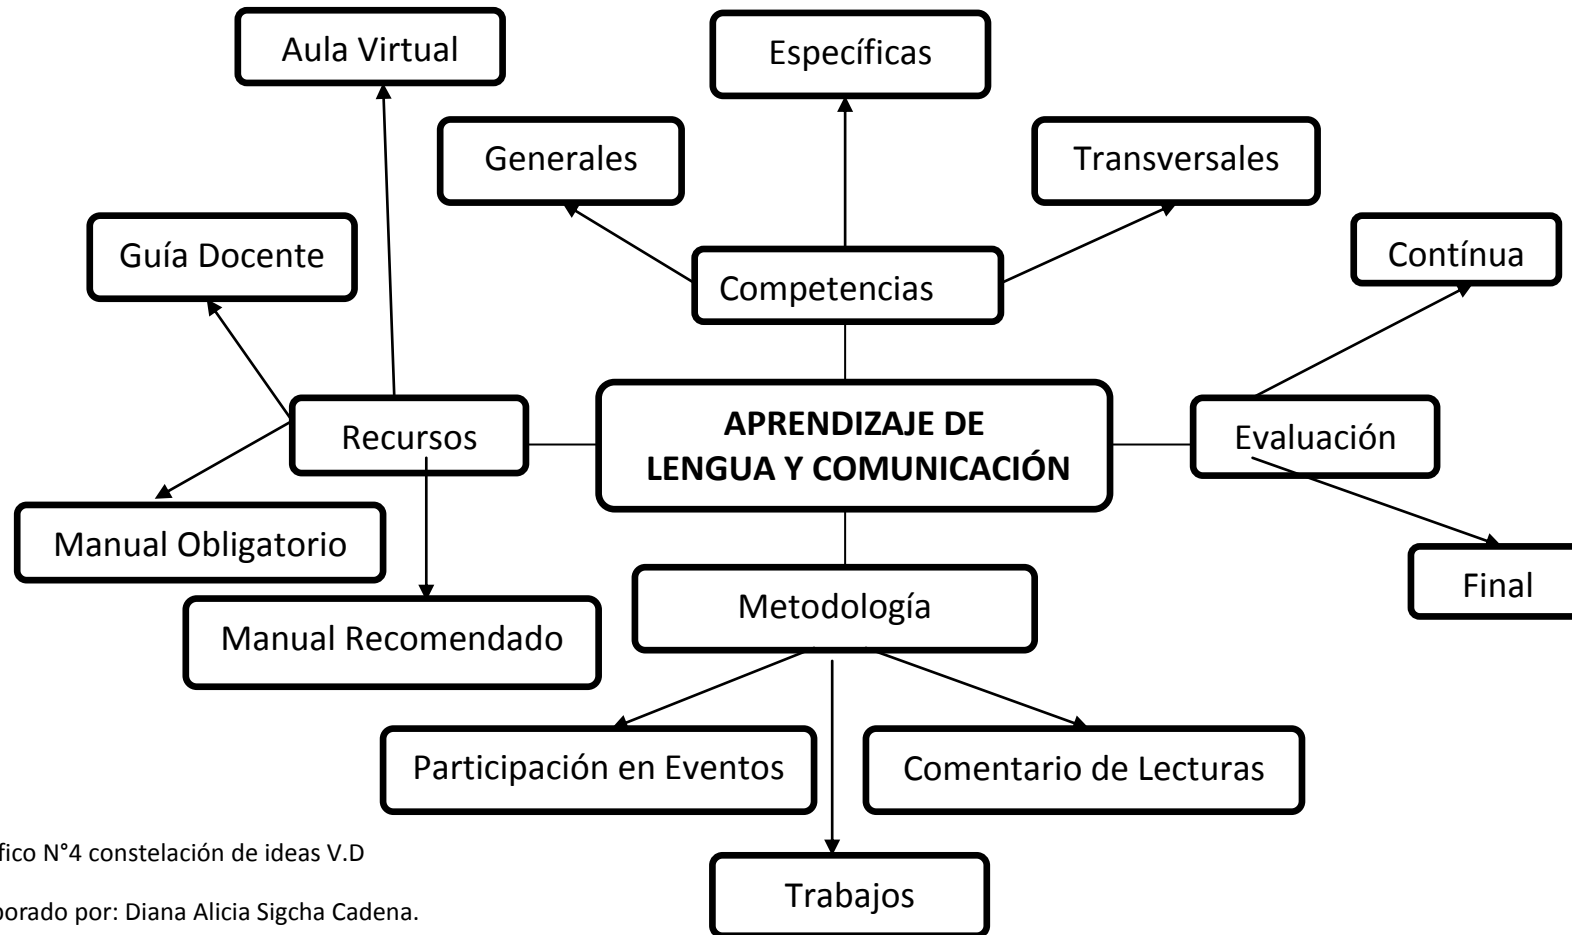 Aula Virtual
Específicas
Generales
Transversales
Guía Docente
Contínua
Competencias
APRENDIZAJE DE
LENGUA Y COMUNICACIÓN
Recursos
Evaluación
Manual Obligatorio
Final
Manual Recomendado
Metodología
Participación en Eventos
Comentario de Lecturas
Trabajos
fico N°4 constelación de ideas V.D
borado por: Diana Alicia Sigcha Cadena.